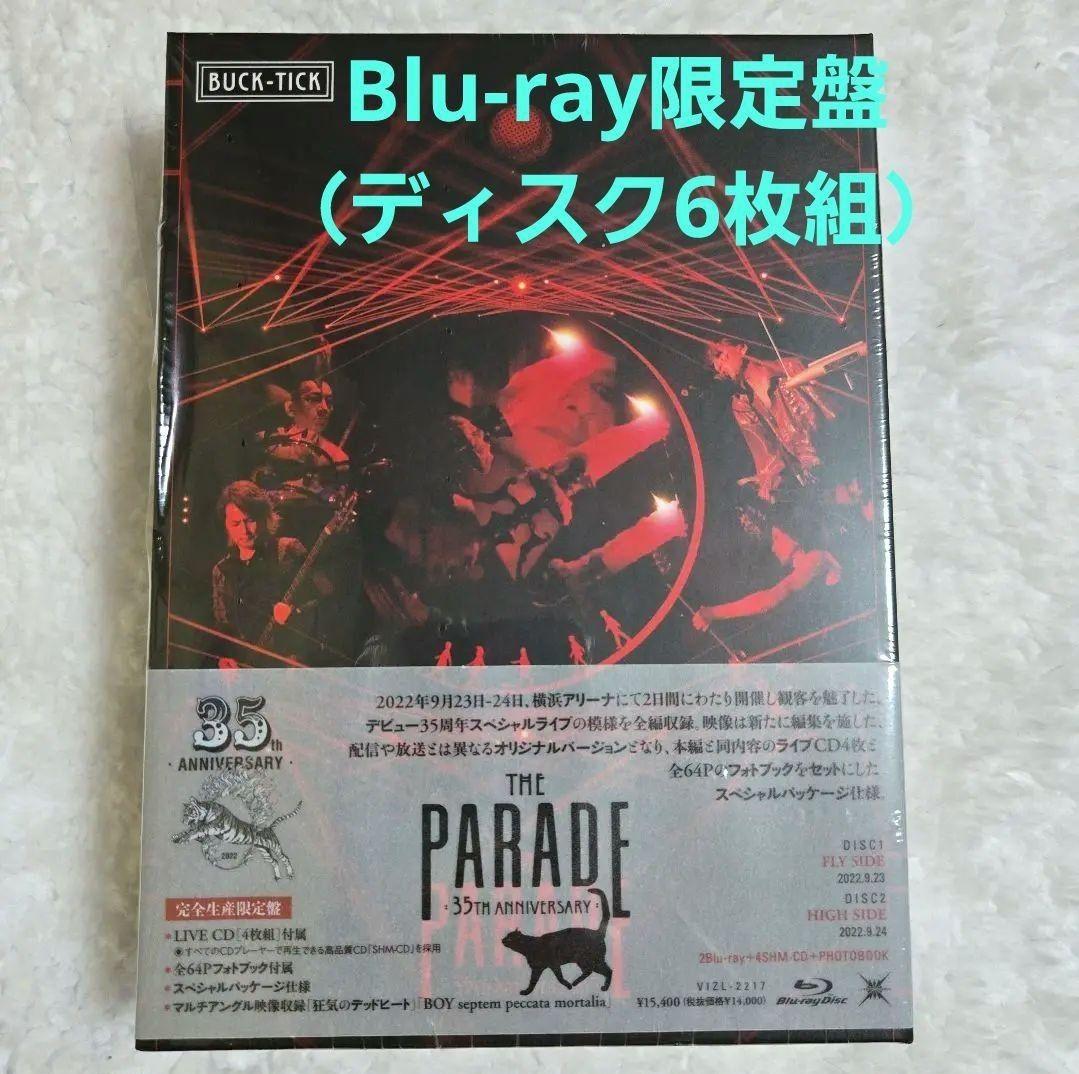 BUCK-TICK
Blu-ray限定盤
（ディスク6枚組）
2022年9月23日-24日、横浜アリーナにて2日間にわたり開催し観客を魅了した、
デビュー35周年スペシャルライブの模様を全編収録。映像は新たに編集を施した、
配信や放送とは異なるオリジナルバージョンとなり、本編と同内容のライブCD4枚と
全64Pのフォトブックをセットにした
スペシャルパッケージ仕様。
35th
ANNIVERSARY
2022
THE
PARADE
35TH ANNIVERSARY
DISC1
FLY SIDE
2022.9.23
DISC2
HIGH SIDE
2022.9.24
2Blu-ray+4SHM-CD+PHOTOBOOK
完全生産限定盤
*LIVE CD[4枚組]付属
◉すべてのCDプレーヤーで再生できる高品質CD「SHM-CD」を採用
*全64Pフォトブック付属
*スペシャルパッケージ仕様
*マルチアングル映像収録「狂気のデッドヒート」「BOY septem peccata mortalia」
VIZL-2217
¥15,400(税抜価格¥14,000)
Blu-ray Disc